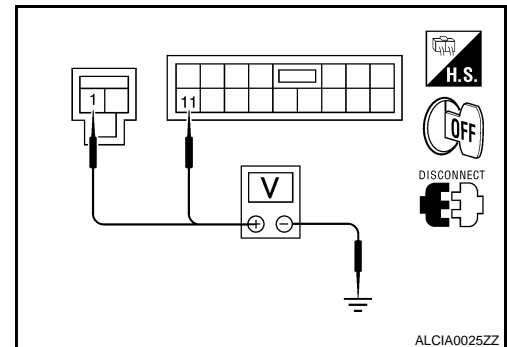 1
11
H.S.
OFF
V
DISCONNECT
+ -
ALCIA0025ZZ